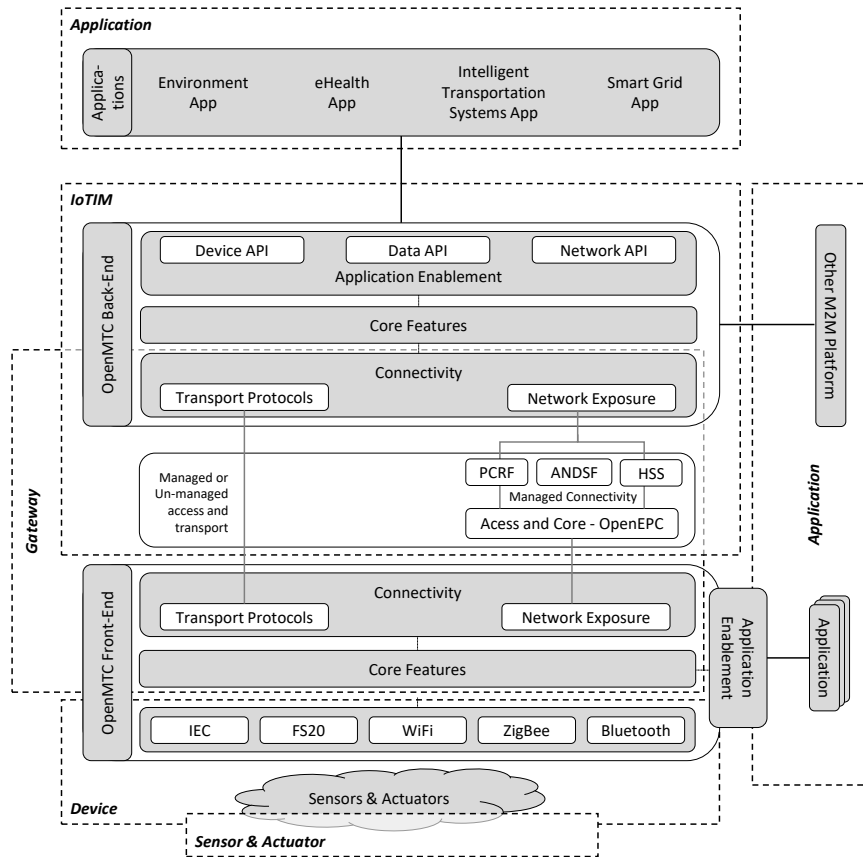 Application
Applica-
tions
Environment
App
eHealth
App
Intelligent
Transportation
Systems App
Smart Grid
App
IoTIM
OpenMTC Back-End
Device API
Data API
Network API
Application Enablement
Core Features
Connectivity
Transport Protocols
Network Exposure
Other M2M Platform
Gateway
Managed or
Un-managed
access and
transport
PCRF
ANDSF
HSS
Managed Connectivity
Acess and Core - OpenEPC
Application
OpenMTC Front-End
Connectivity
Transport Protocols
Network Exposure
Core Features
Application
Enablement
Application
IEC
FS20
WiFi
ZigBee
Bluetooth
Sensors & Actuators
Device
Sensor & Actuator